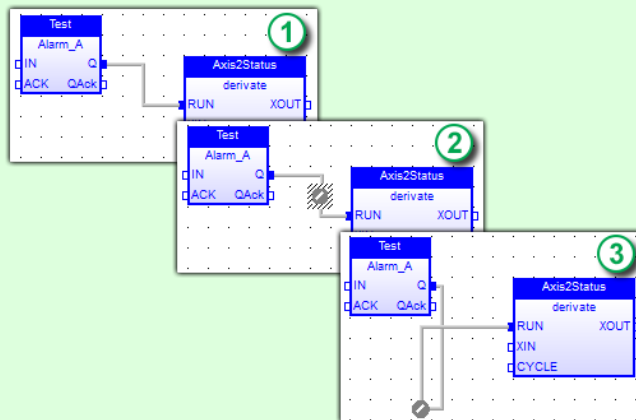 1
Test
Alarm_A
IN Q
ACK QAck
Axis2Status
derivate
RUN XOUT
2
Test
Alarm_A
IN Q
ACK QAck
Axis2Status
derivate
RUN XOUT
3
Test
Alarm_A
IN Q
ACK QAck
Axis2Status
derivate
RUN XOUT
XIN
CYCLE